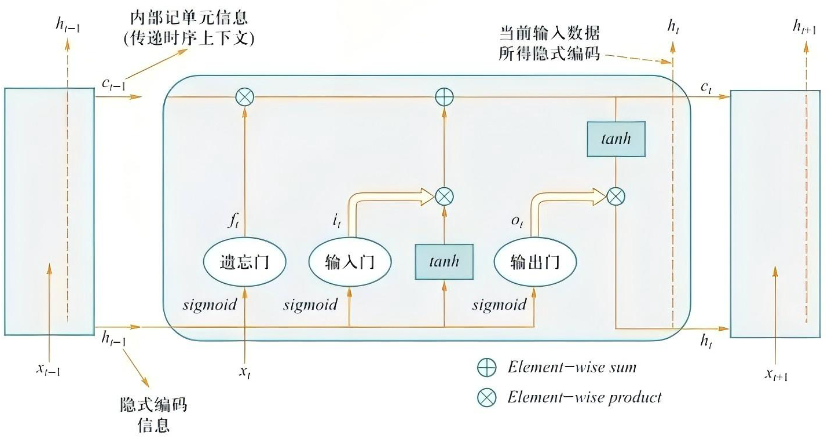 h_{t-1}
内部记单元信息
(传递时序上下文)
当前输入数据
所得隐式编码
h_t
h_{t+1}
c_{t-1}
c_t
tanh
f_t
i_t
o_t
遗忘门
输入门
tanh
输出门
sigmoid
sigmoid
sigmoid
h_{t-1}
h_t
x_{t-1}
x_t
x_{t+1}
Element-wise sum
Element-wise product
隐式编码
信息